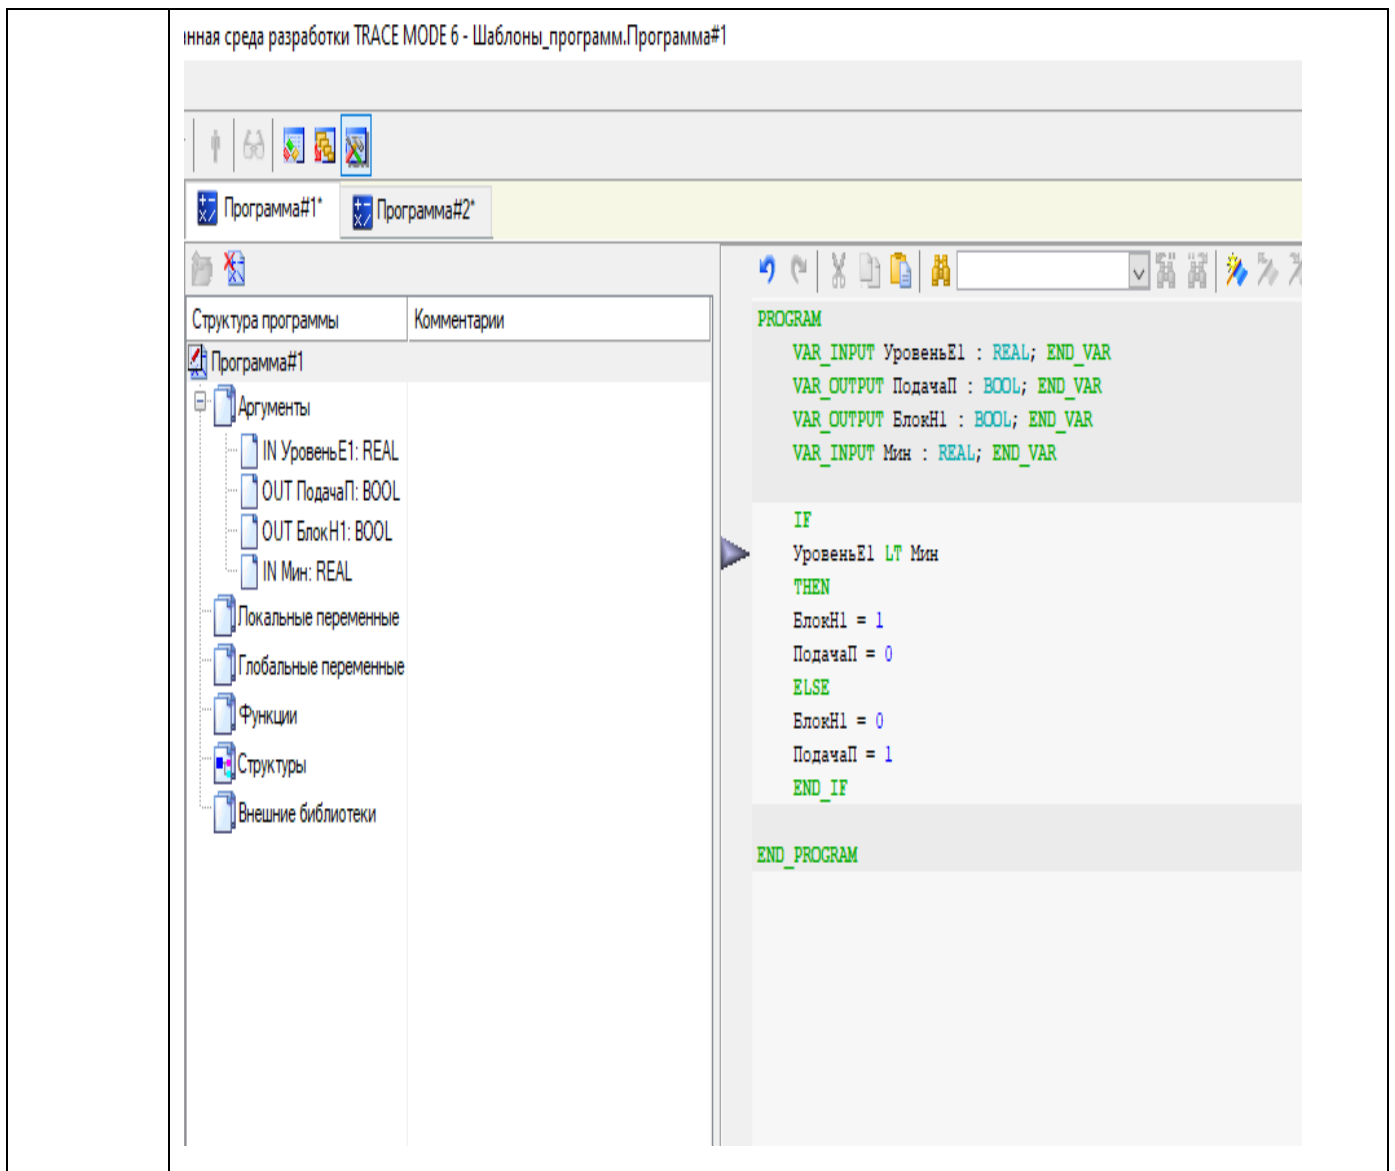 нная среда разработки TRACE MODE 6 - Шаблоны_программ.Программа#1
Программа#1* Программа#2*
Структура программы Комментарии
Программа#1
Аргументы
IN УровеньE1: REAL
OUT ПодачаП: BOOL
OUT БлокН1: BOOL
IN Мин: REAL
Локальные переменные
Глобальные переменные
Функции
Структуры
Внешние библиотеки
PROGRAM
VAR_INPUT УровеньE1 : REAL; END_VAR
VAR_OUTPUT ПодачаП : BOOL; END_VAR
VAR_OUTPUT БлокН1 : BOOL; END_VAR
VAR_INPUT Мин : REAL; END_VAR
IF
УровеньE1 LT Мин
THEN
БлокН1 = 1
ПодачаП = 0
ELSE
БлокН1 = 0
ПодачаП = 1
END_IF
END_PROGRAM